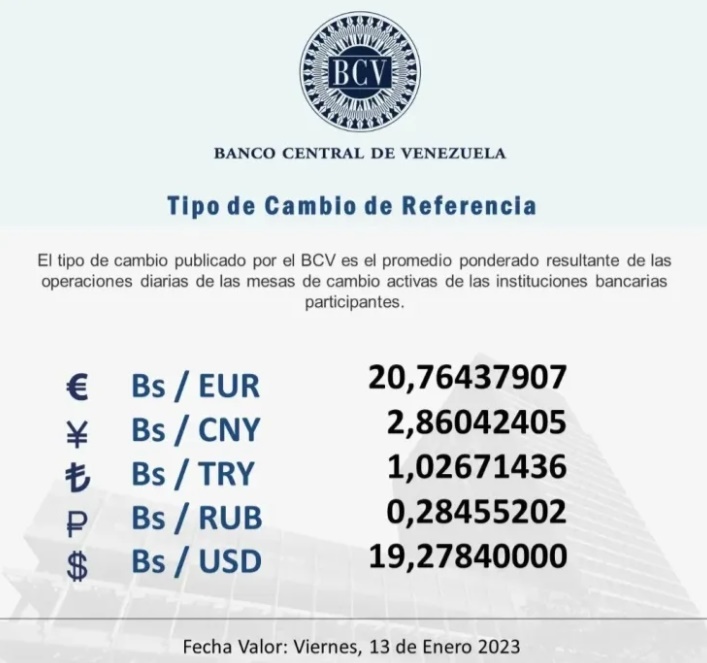 BCV
BANCO CENTRAL DE VENEZUELA
Tipo de Cambio de Referencia
El tipo de cambio publicado por el BCV es el promedio ponderado resultante de las
operaciones diarias de las mesas de cambio activas de las instituciones bancarias
participantes.
€ Bs / EUR 20,76437907
¥ Bs / CNY 2,86042405
₺ Bs / TRY 1,02671436
₽ Bs / RUB 0,28455202
$ Bs / USD 19,27840000
Fecha Valor: Viernes, 13 de Enero 2023